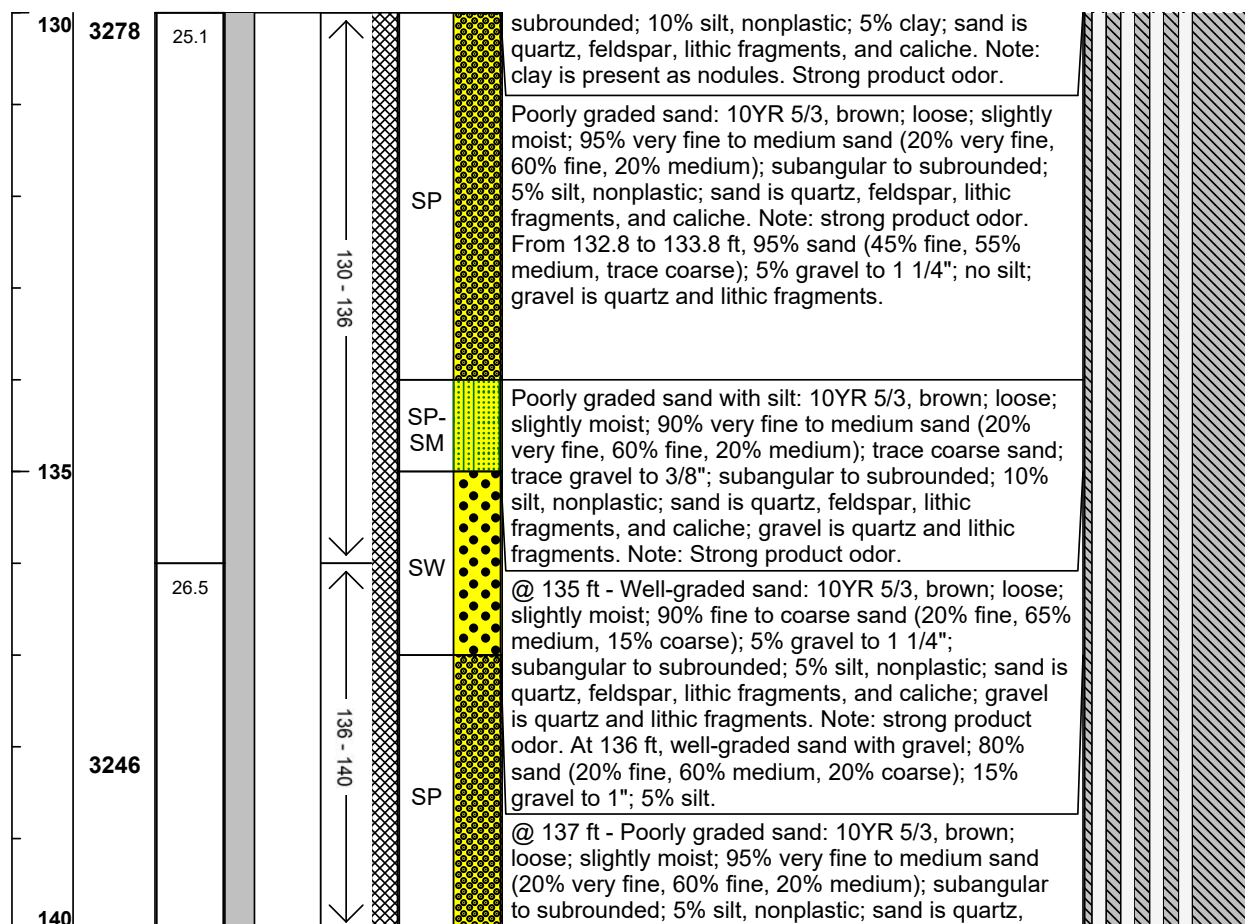 130
3278
25.1
130 - 136
SP
subrounded; 10% silt, nonplastic; 5% clay; sand is
quartz, feldspar, lithic fragments, and caliche. Note:
clay is present as nodules. Strong product odor.
Poorly graded sand: 10YR 5/3, brown; loose; slightly
moist; 95% very fine to medium sand (20% very fine,
60% fine, 20% medium); subangular to subrounded;
5% silt, nonplastic; sand is quartz, feldspar, lithic
fragments, and caliche. Note: strong product odor.
From 132.8 to 133.8 ft, 95% sand (45% fine, 55%
medium, trace coarse); 5% gravel to 1 1/4"; no silt;
gravel is quartz and lithic fragments.
SP-
SM
Poorly graded sand with silt: 10YR 5/3, brown; loose;
slightly moist; 90% very fine to medium sand (20%
very fine, 60% fine, 20% medium); trace coarse sand;
trace gravel to 3/8"; subangular to subrounded; 10%
silt, nonplastic; sand is quartz, feldspar, lithic
fragments, and caliche; gravel is quartz and lithic
fragments. Note: Strong product odor.
135
SW
26.5
@ 135 ft - Well-graded sand: 10YR 5/3, brown; loose;
slightly moist; 90% fine to coarse sand (20% fine, 65%
medium, 15% coarse); 5% gravel to 1 1/4";
subangular to subrounded; 5% silt, nonplastic; sand is
quartz, feldspar, lithic fragments, and caliche; gravel
is quartz and lithic fragments. Note: strong product
odor. At 136 ft, well-graded sand with gravel; 80%
sand (20% fine, 60% medium, 20% coarse); 15%
gravel to 1"; 5% silt.
136 - 140
3246
SP
@ 137 ft - Poorly graded sand: 10YR 5/3, brown;
loose; slightly moist; 95% very fine to medium sand
(20% very fine, 60% fine, 20% medium); subangular
to subrounded; 5% silt, nonplastic; sand is quartz,
140